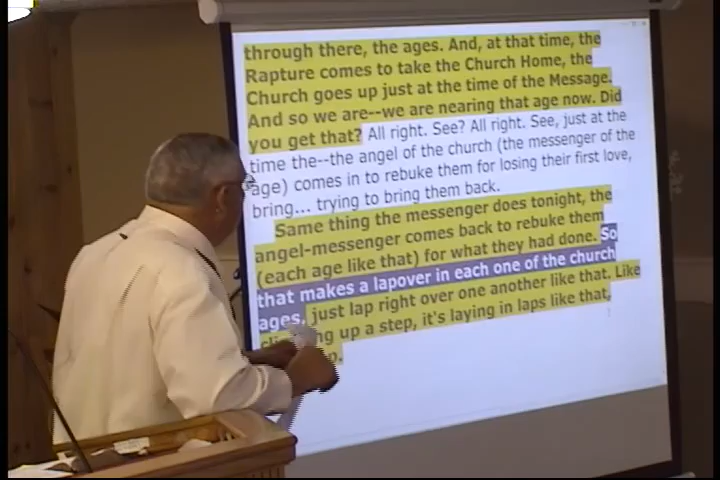 through there, the ages. And, at that time, the
Rapture comes to take the Church Home, the
Church goes up just at the time of the Message.
And so we are--we are nearing that age now. Did
you get that? All right. See? All right. See, just at the
time the--the angel of the church (the messenger of the
age) comes in to rebuke them for losing their first love,
bring... trying to bring them back.
Same thing the messenger does tonight, the
angel-messenger comes back to rebuke them
(each age like that) for what they had done. So
that makes a lapover in each one of the church
ages, just lap right over one another like that. Like
up a step, it's laying in laps like that,